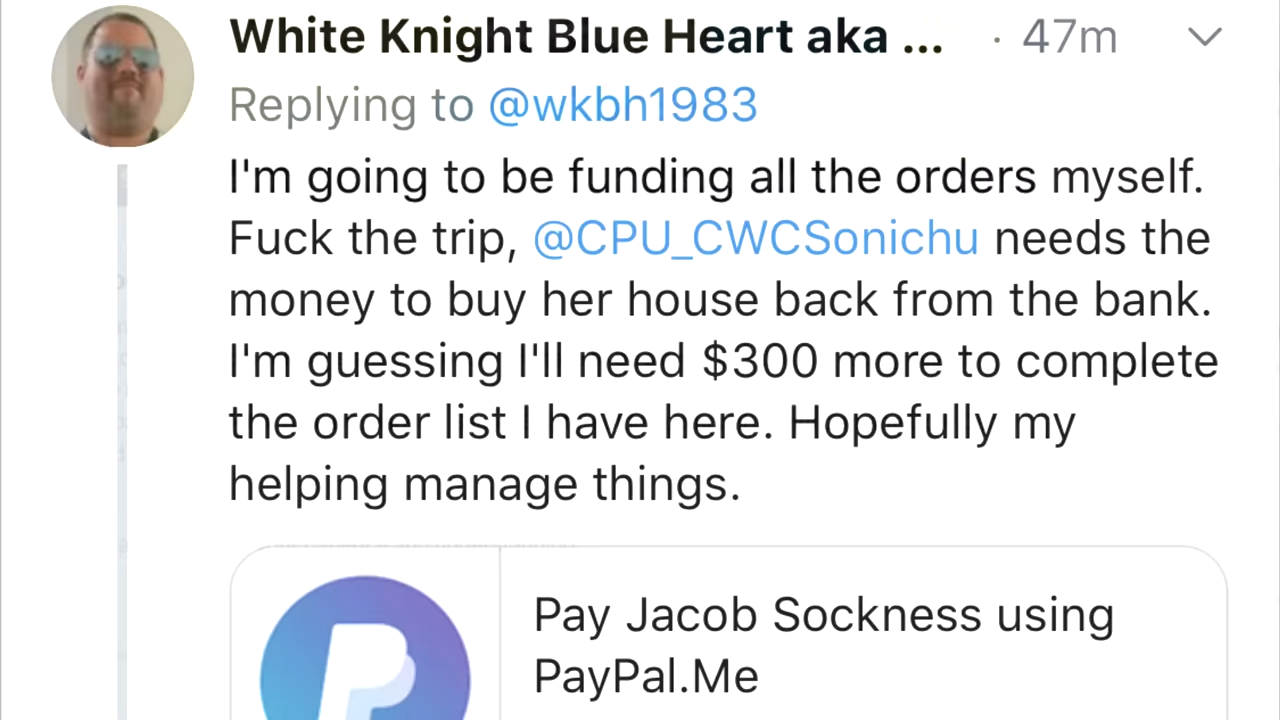 White Knight Blue Heart aka ... · 47m
Replying to @wkbh1983
I'm going to be funding all the orders myself.
Fuck the trip, @CPU_CWCSonichu needs the
money to buy her house back from the bank.
I'm guessing I'll need $300 more to complete
the order list I have here. Hopefully my
helping manage things.
Pay Jacob Sockness using
PayPal.Me